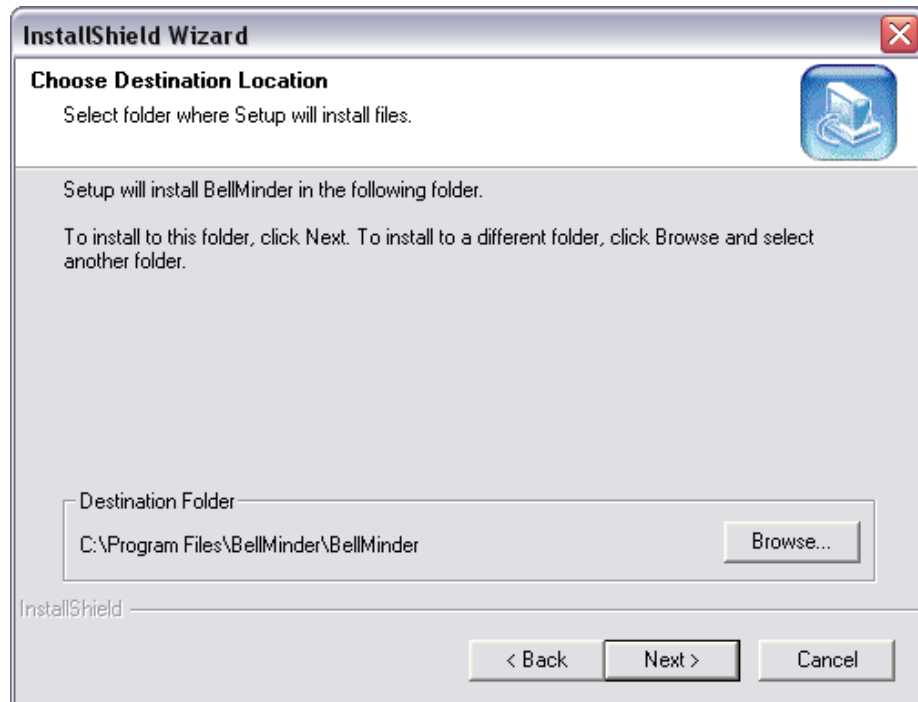 InstallShield Wizard
Choose Destination Location
Select folder where Setup will install files.
Setup will install BellMinder in the following folder.
To install to this folder, click Next. To install to a different folder, click Browse and select
another folder.
Destination Folder
C:\Program Files\BellMinder\BellMinder
Browse...
InstallShield
< Back
Next >
Cancel